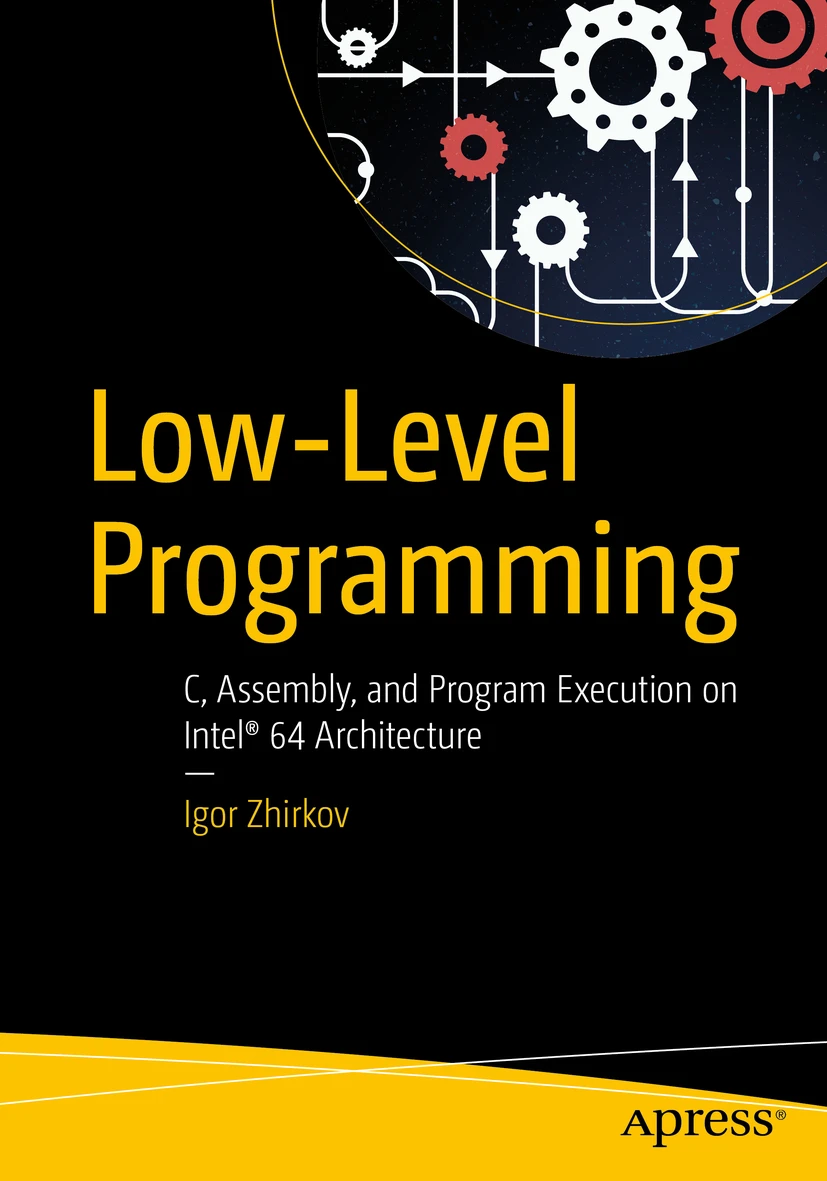 Low-Level
Programming
C, Assembly, and Program Execution on
Intel® 64 Architecture
—
Igor Zhirkov
Apress®